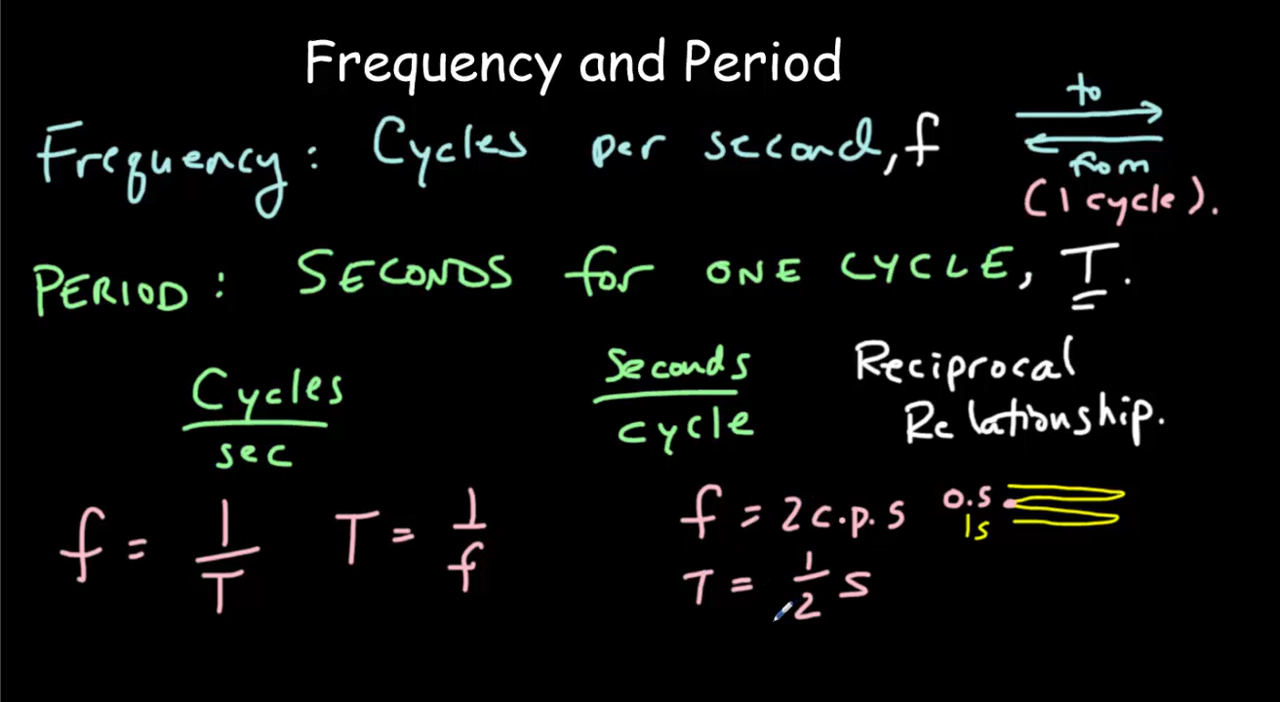 Frequency and Period
Frequency: Cycles per second, f
to
from
(1 cycle).
PERIOD: SECONDS for ONE CYCLE, T.
Cycles
sec
Seconds
cycle
Reciprocal
Relationship.
f = 1/T
T = 1/f
f = 2 c.p.s
0.5
1s
T = 1/2 s